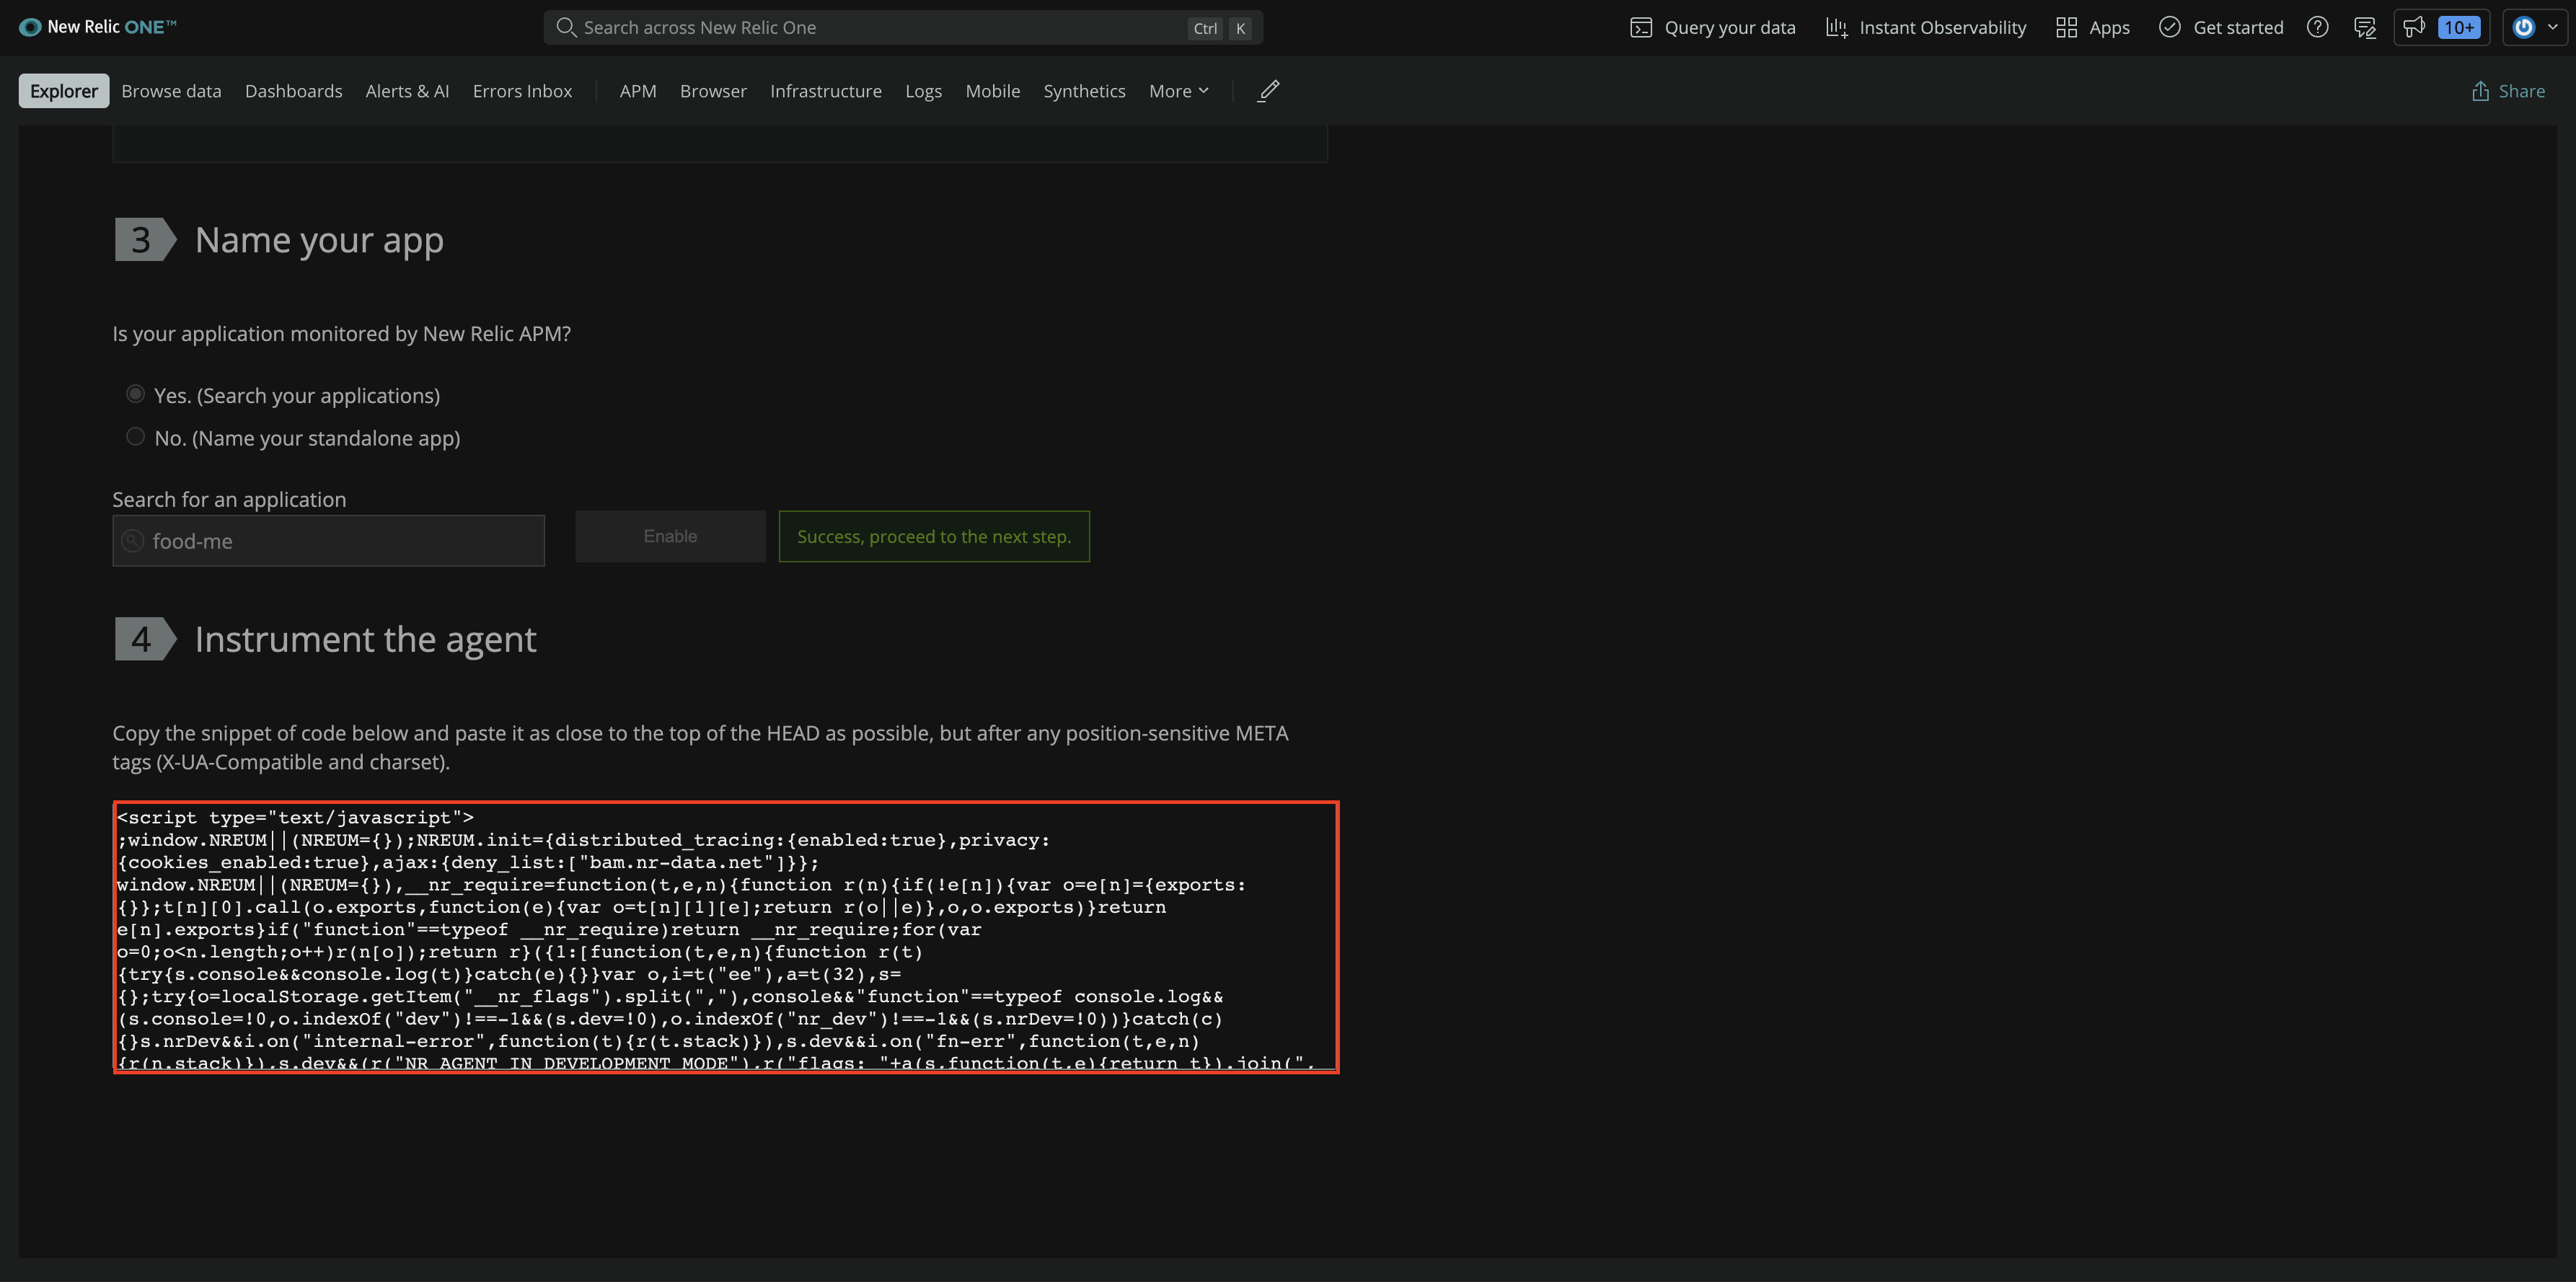 New Relic ONE™
Search across New Relic One
Ctrl K
Query your data
Instant Observability
Apps
Get started
10+
Explorer
Browse data
Dashboards
Alerts & AI
Errors Inbox
APM
Browser
Infrastructure
Logs
Mobile
Synthetics
More
Share
3 Name your app
Is your application monitored by New Relic APM?
Yes. (Search your applications)
No. (Name your standalone app)
Search for an application
food-me
Enable
Success, proceed to the next step.
4 Instrument the agent
Copy the snippet of code below and paste it as close to the top of the HEAD as possible, but after any position-sensitive META
tags (X-UA-Compatible and charset).
<script type="text/javascript">
;window.NREUM||(NREUM={});NREUM.init={distributed_tracing:{enabled:true},privacy:
{cookies_enabled:true},ajax:{deny_list:["bam.nr-data.net"]}};
window.NREUM||(NREUM={}),__nr_require=function(t,e,n){function r(n){if(!e[n]){var o=e[n]={exports:
{}};t[n][0].call(o.exports,function(e){var o=t[n][1][e];return r(o||e)},o,o.exports)}return
e[n].exports}if("function"==typeof __nr_require)return __nr_require;for(var
o=0;o<n.length;o++)r(n[o]);return r}({1:[function(t,e,n){function r(t)
{try{s.console&&console.log(t)}catch(e){}}var o,i=t("ee"),a=t(32),s=
{};try{o=localStorage.getItem("__nr_flags").split(","),console&&"function"==typeof console.log&&
(s.console=!0,o.indexOf("dev")!==-1&&(s.dev=!0),o.indexOf("nr_dev")!==-1&&(s.nrDev=!0))}catch(c)
{}s.nrDev&&i.on("internal-error",function(t){r(t.stack)}),s.dev&&i.on("fn-err",function(t,e,n)
{r(n.stack)}),s.dev&&(r("NR AGENT IN DEVELOPMENT MODE"),r("flags: "+a(s,function(t,e){return t}).join(",